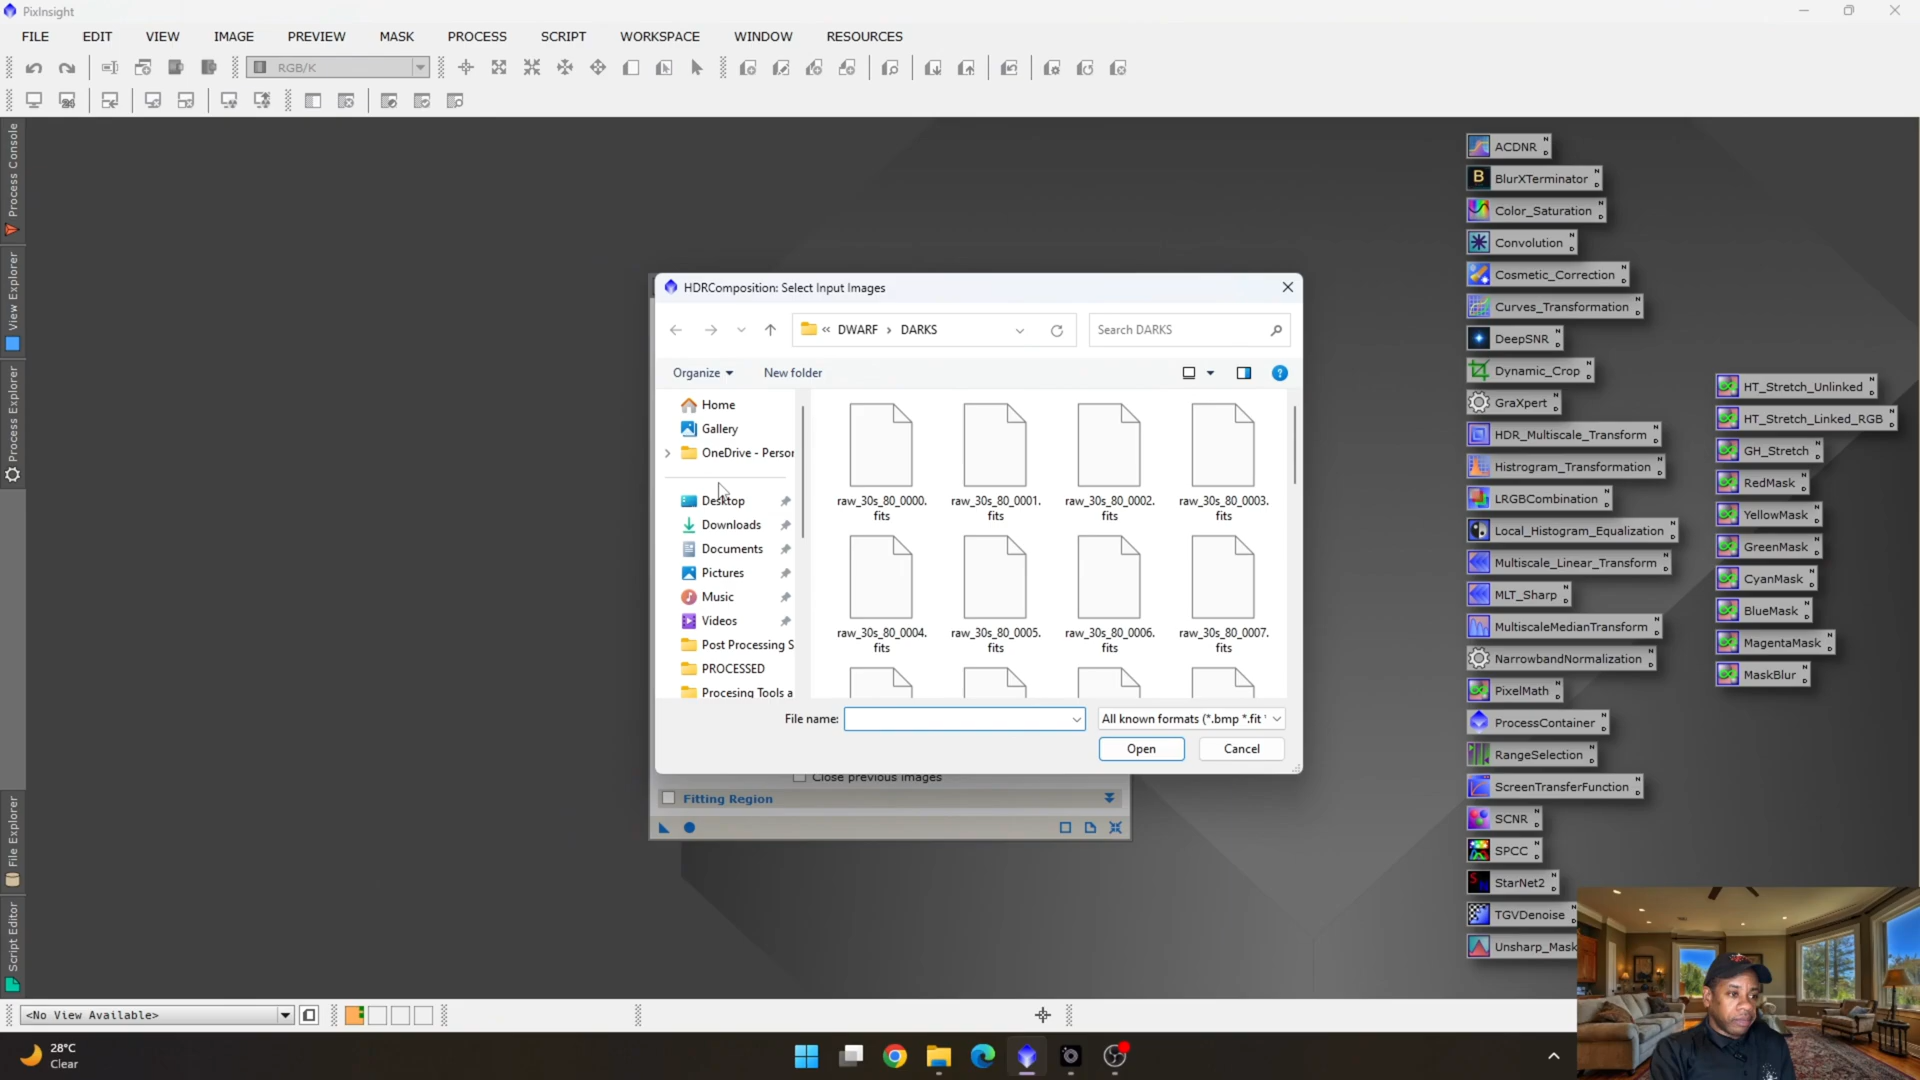 PixInsight
FILE EDIT VIEW IMAGE PREVIEW MASK PROCESS SCRIPT WORKSPACE WINDOW RESOURCES
RGB/K
Process Console
View Explorer
Process Explorer
File Explorer
Script Editor
HDRComposition: Select Input Images
« DWARF › DARKS
Search DARKS
Organize
New folder
Home
Gallery
OneDrive - Person
Desktop
Downloads
Documents
Pictures
Music
Videos
Post Processing S
PROCESSED
Procesing Tools a
raw_30s_80_0000.
fits
raw_30s_80_0001.
fits
raw_30s_80_0002.
fits
raw_30s_80_0003.
fits
raw_30s_80_0004.
fits
raw_30s_80_0005.
fits
raw_30s_80_0006.
fits
raw_30s_80_0007.
fits
File name:
All known formats (*.bmp *.fit *
Open
Cancel
Close previous images
Fitting Region
ACDNR
BlurXTerminator
Color_Saturation
Convolution
Cosmetic_Correction
Curves_Transformation
DeepSNR
Dynamic_Crop
GraXpert
HDR_Multiscale_Transform
Histogram_Transformation
LRGBCombination
Local_Histogram_Equalization
Multiscale_Linear_Transform
MLT_Sharp
MultiscaleMedianTransform
NarrowbandNormalization
PixelMath
ProcessContainer
RangeSelection
ScreenTransferFunction
SCNR
SPCC
StarNet2
TGVDenoise
Unsharp_Mask
HT_Stretch_Unlinked
HT_Stretch_Linked_RGB
GH_Stretch
RedMask
YellowMask
GreenMask
CyanMask
BlueMask
MagentaMask
MaskBlur
<No View Available>
28°C
Clear